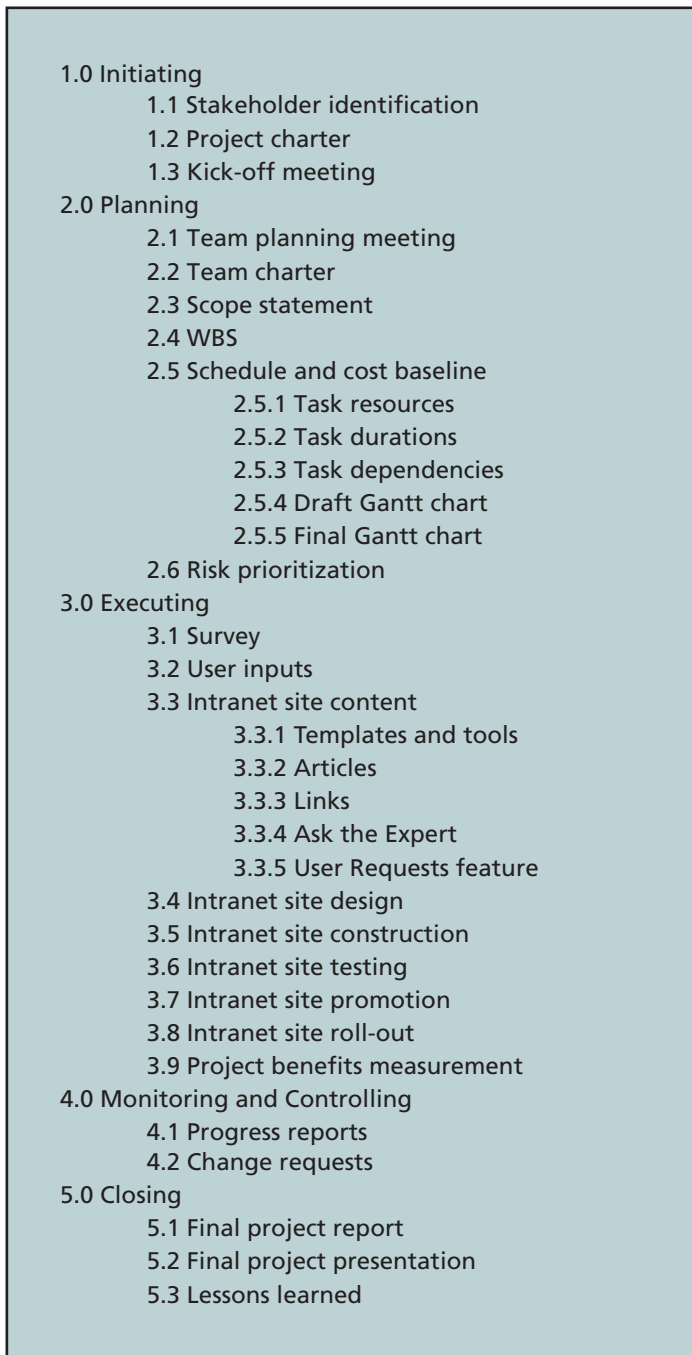 1.0 Initiating
1.1 Stakeholder identification
1.2 Project charter
1.3 Kick-off meeting
2.0 Planning
2.1 Team planning meeting
2.2 Team charter
2.3 Scope statement
2.4 WBS
2.5 Schedule and cost baseline
2.5.1 Task resources
2.5.2 Task durations
2.5.3 Task dependencies
2.5.4 Draft Gantt chart
2.5.5 Final Gantt chart
2.6 Risk prioritization
3.0 Executing
3.1 Survey
3.2 User inputs
3.3 Intranet site content
3.3.1 Templates and tools
3.3.2 Articles
3.3.3 Links
3.3.4 Ask the Expert
3.3.5 User Requests feature
3.4 Intranet site design
3.5 Intranet site construction
3.6 Intranet site testing
3.7 Intranet site promotion
3.8 Intranet site roll-out
3.9 Project benefits measurement
4.0 Monitoring and Controlling
4.1 Progress reports
4.2 Change requests
5.0 Closing
5.1 Final project report
5.2 Final project presentation
5.3 Lessons learned